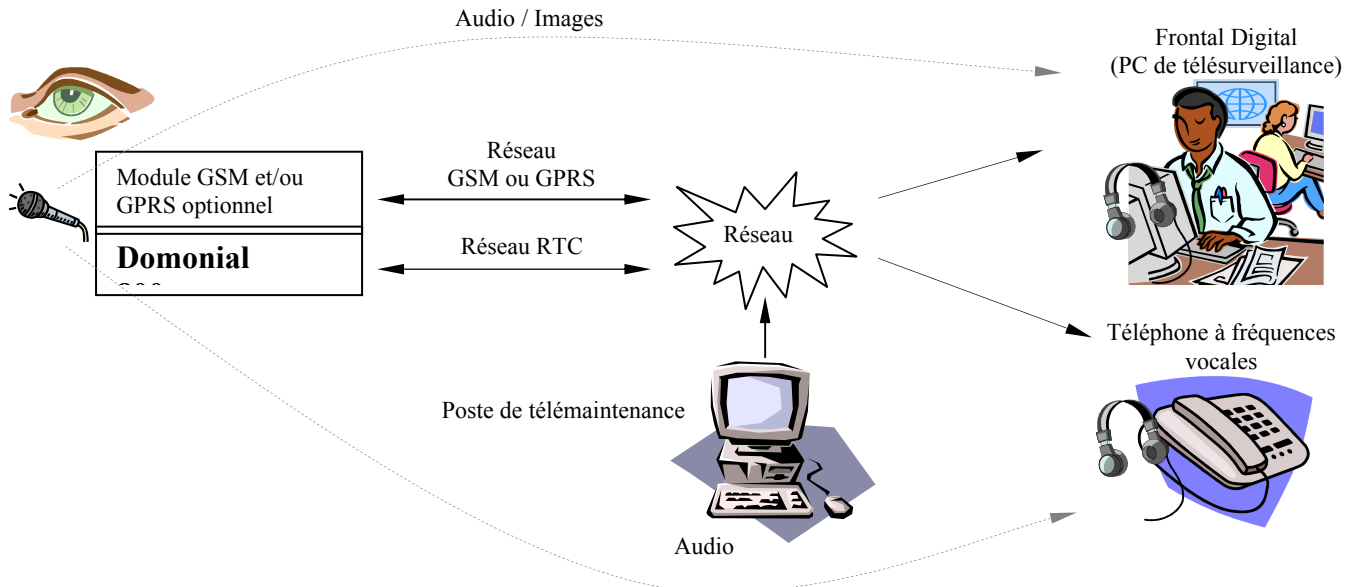 Audio / Images
Frontal Digital
(PC de télésurveillance)
Module GSM et/ou
GPRS optionnel
Réseau
GSM ou GPRS
Domonial
Réseau RTC
Réseau
Téléphone à fréquences
vocales
Poste de télémaintenance
Audio